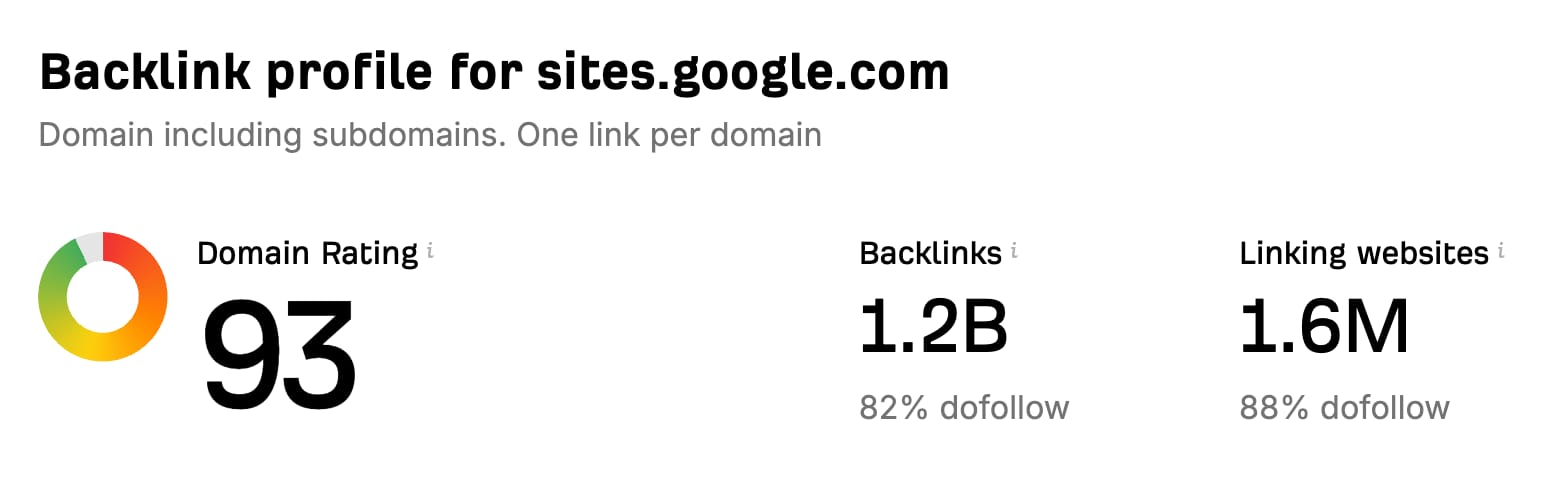 Backlink profile for sites.google.com
Domain including subdomains. One link per domain
Domain Rating i
93
Backlinks i
1.2B
82% dofollow
Linking websites i
1.6M
88% dofollow